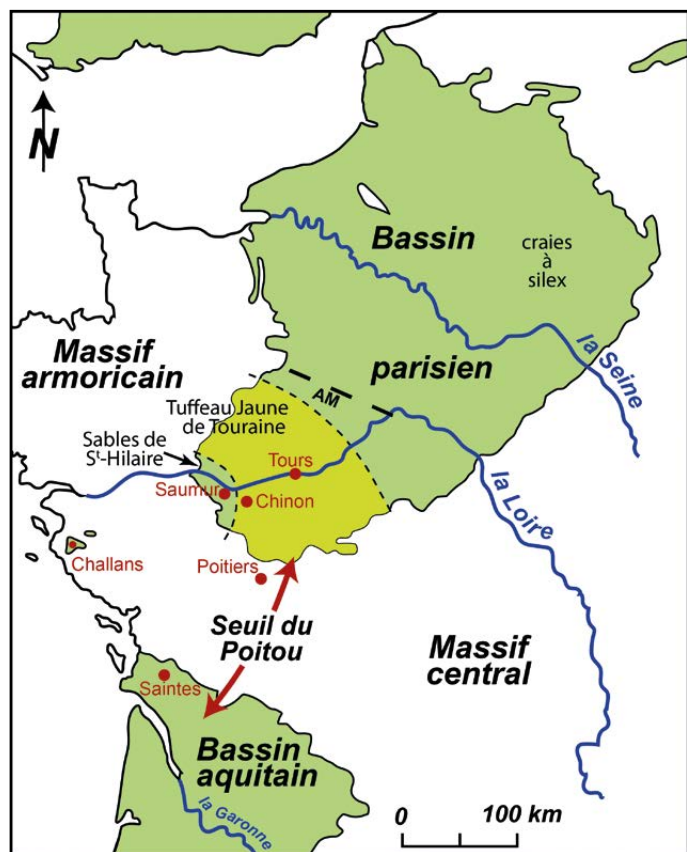 N
Bassin
craies
à
silex
la Seine
Massif
armoricain
parisien
AM
Tuffeau Jaune
de Touraine
Sables de
St-Hilaire
Tours
Saumur
Chinon
la Loire
Challans
Poitiers
Seuil du
Poitou
Massif
central
Saintes
Bassin
aquitain
la Garonne
0 100 km